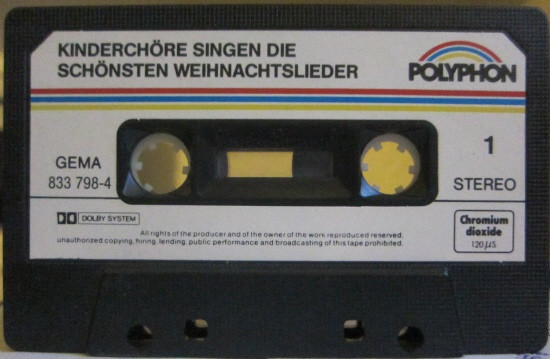 KINDERCHÖRE SINGEN DIE
SCHÖNSTEN WEIHNACHTSLIEDER
POLYPHON
GEMA
833 798-4
1
STEREO
DOLBY SYSTEM
All rights of the producer and of the owner of the work reproduced reserved.
unauthorized copying, hiring, lending, public performance and broadcasting of this tape prohibited.
Chromium
dioxide
120 µS